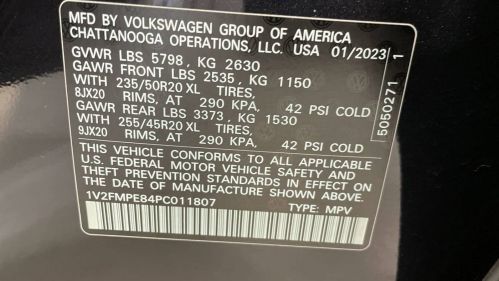 MFD BY VOLKSWAGEN GROUP OF AMERICA
CHATTANOOGA OPERATIONS, LLC. USA 01/2023
GVWR LBS 5798, KG 2630
GAWR FRONT LBS 2535, KG 1150
WITH 235/50R20 XL TIRES,
8JX20 RIMS, AT 290 KPA, 42 PSI COLD
GAWR REAR LBS 3373, KG 1530
WITH 255/45R20 XL TIRES,
9JX20 RIMS, AT 290 KPA, 42 PSI COLD
THIS VEHICLE CONFORMS TO ALL APPLICABLE
U.S. FEDERAL MOTOR VEHICLE SAFETY AND
THEFT PREVENTION STANDARDS IN EFFECT ON
THE DATE OF MANUFACTURE SHOWN ABOVE.
1V2FMPE84PC011807 TYPE: MPV
5050271 1